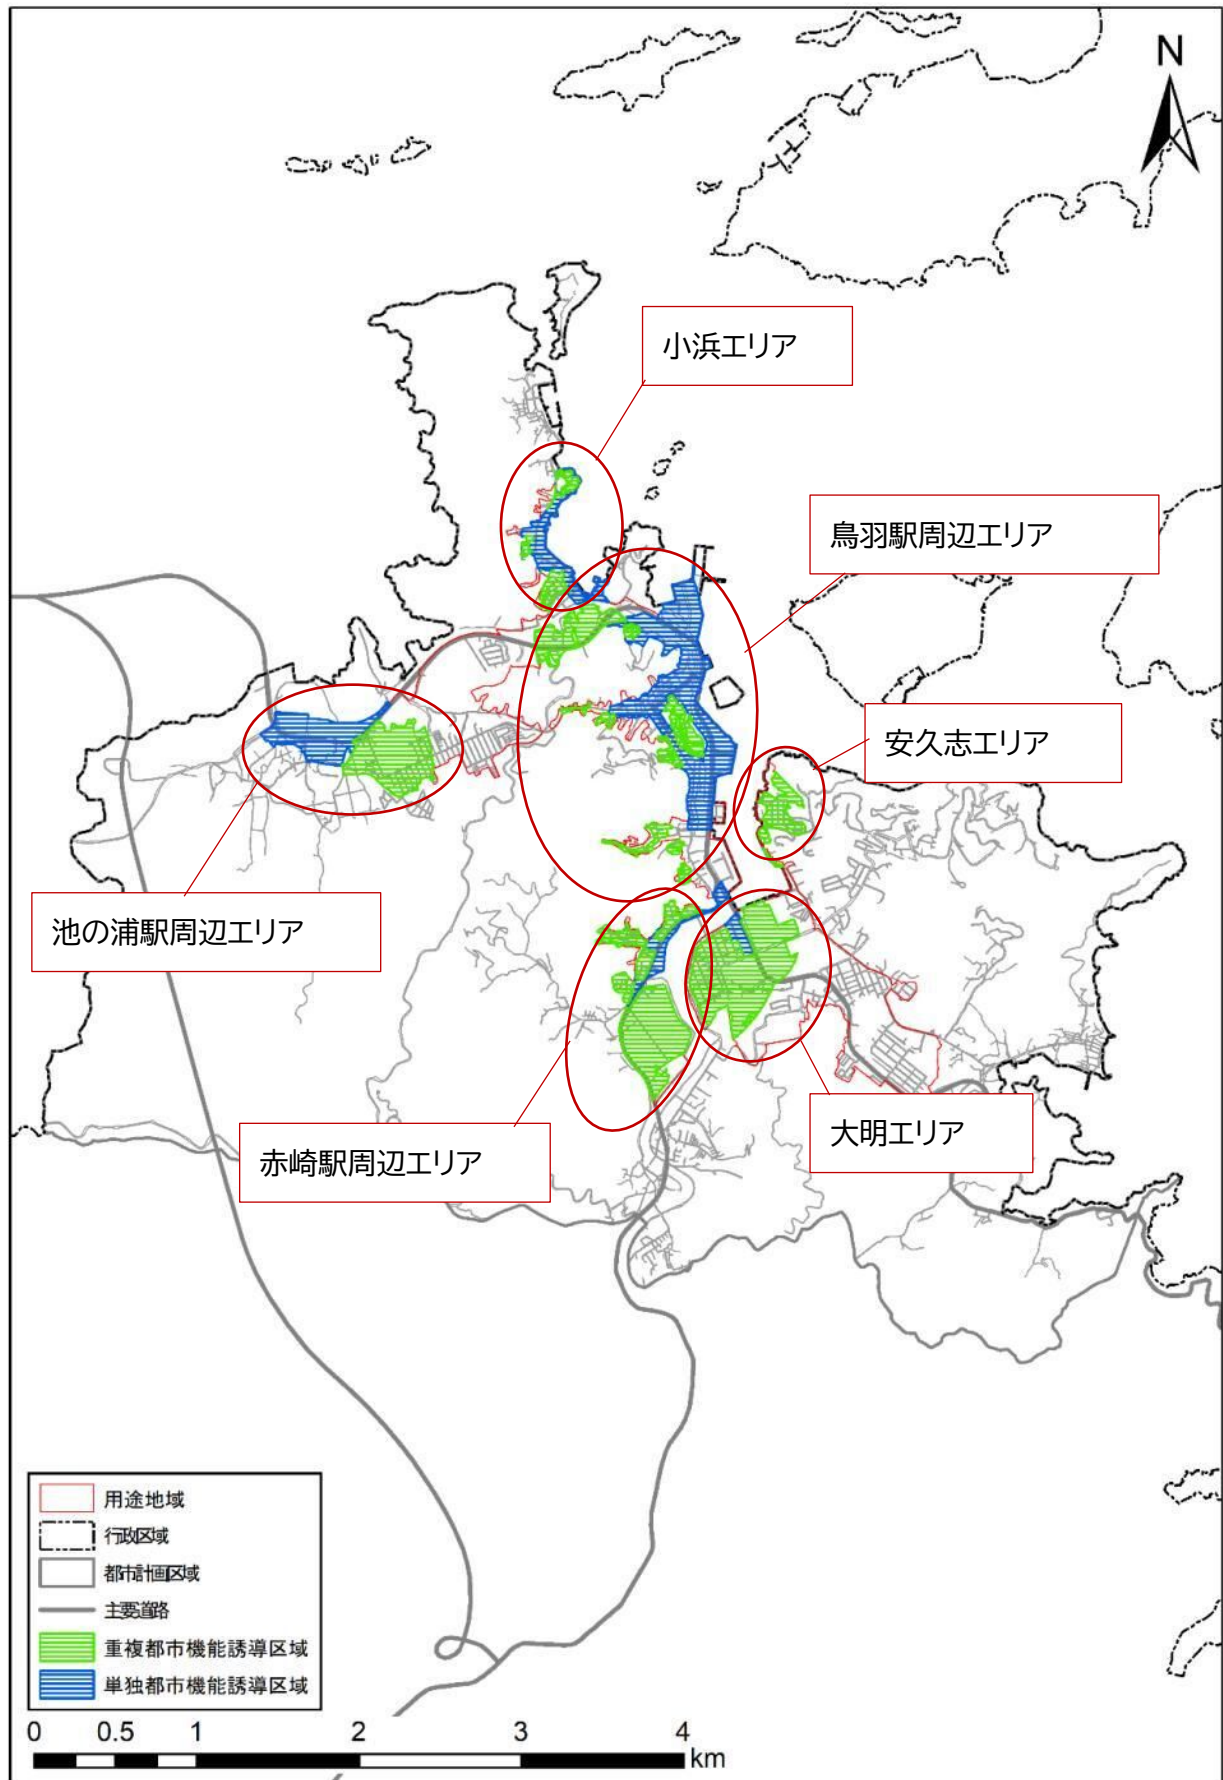 N
小浜エリア
鳥羽駅周辺エリア
安久志エリア
池の浦駅周辺エリア
大明エリア
赤崎駅周辺エリア
用途地域
行政区域
都市計画区域
主要道路
重複都市機能誘導区域
単独都市機能誘導区域
0 0.5 1 2 3 4
km